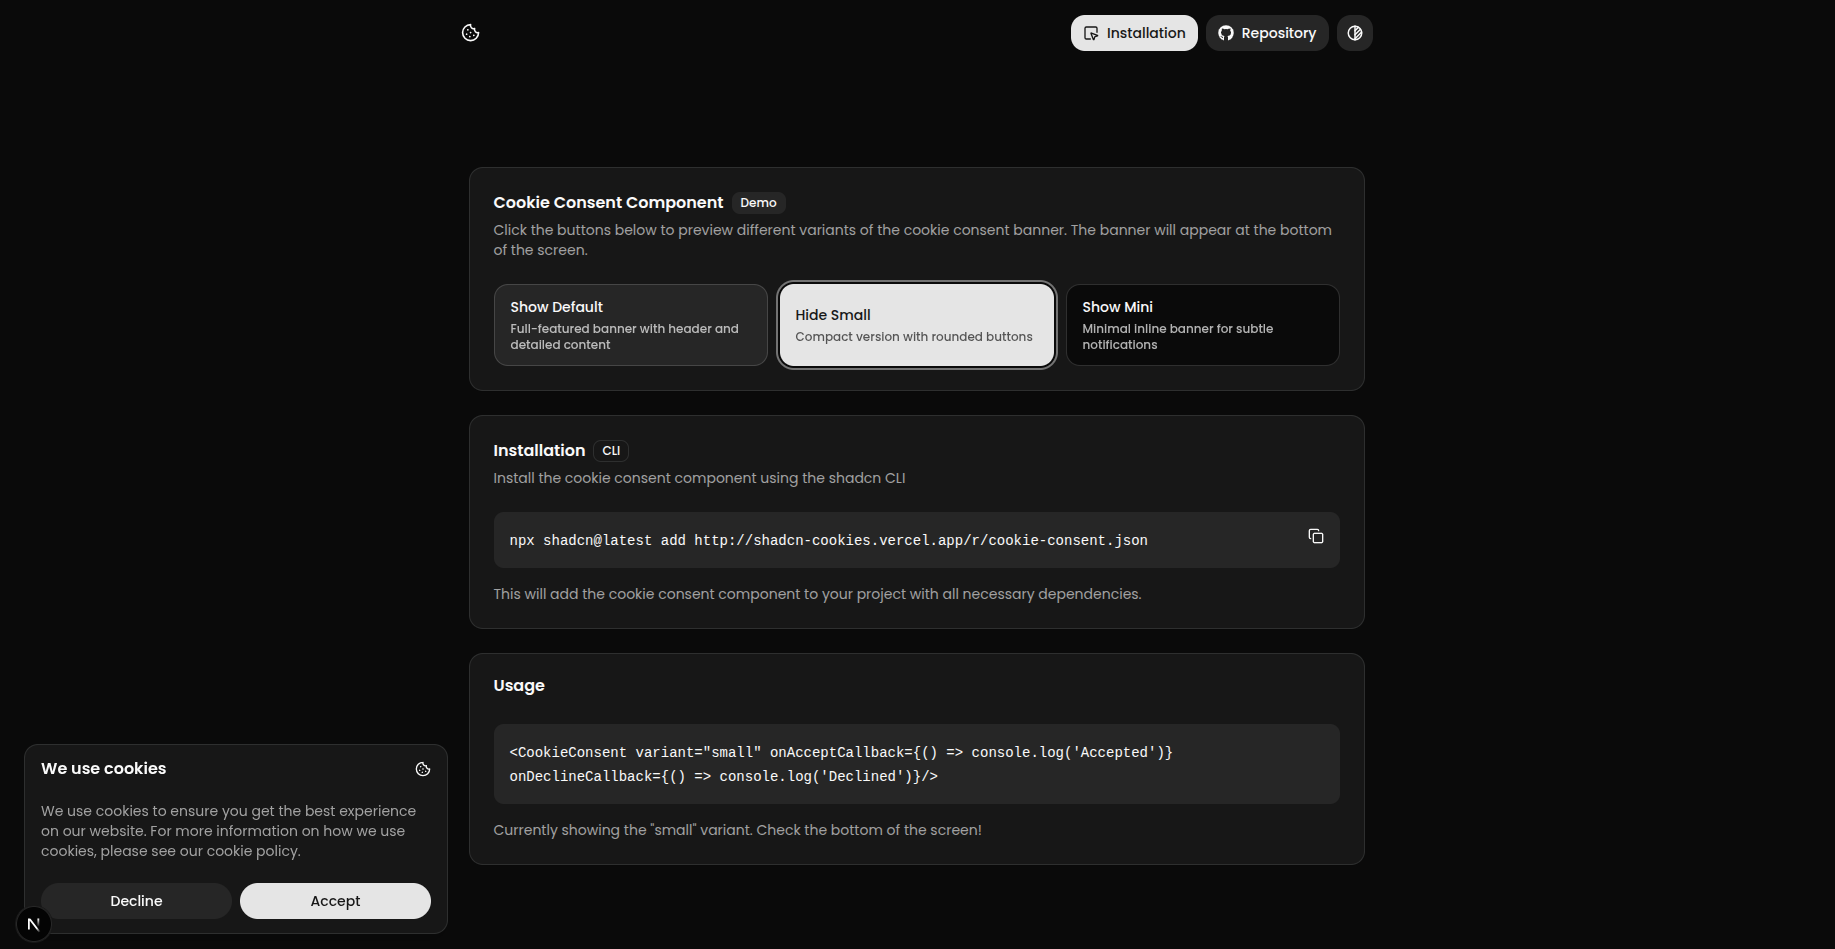 Installation
Repository
Cookie Consent Component
Demo
Click the buttons below to preview different variants of the cookie consent banner. The banner will appear at the bottom
of the screen.
Show Default
Full-featured banner with header and
detailed content
Hide Small
Compact version with rounded buttons
Show Mini
Minimal inline banner for subtle
notifications
Installation
CLI
Install the cookie consent component using the shadcn CLI
npx shadcn@latest add http://shadcn-cookies.vercel.app/r/cookie-consent.json
This will add the cookie consent component to your project with all necessary dependencies.
Usage
<CookieConsent variant="small" onAcceptCallback={() => console.log('Accepted')}
onDeclineCallback={() => console.log('Declined')}/>
Currently showing the "small" variant. Check the bottom of the screen!
We use cookies
We use cookies to ensure you get the best experience
on our website. For more information on how we use
cookies, please see our cookie policy.
Decline
Accept
N